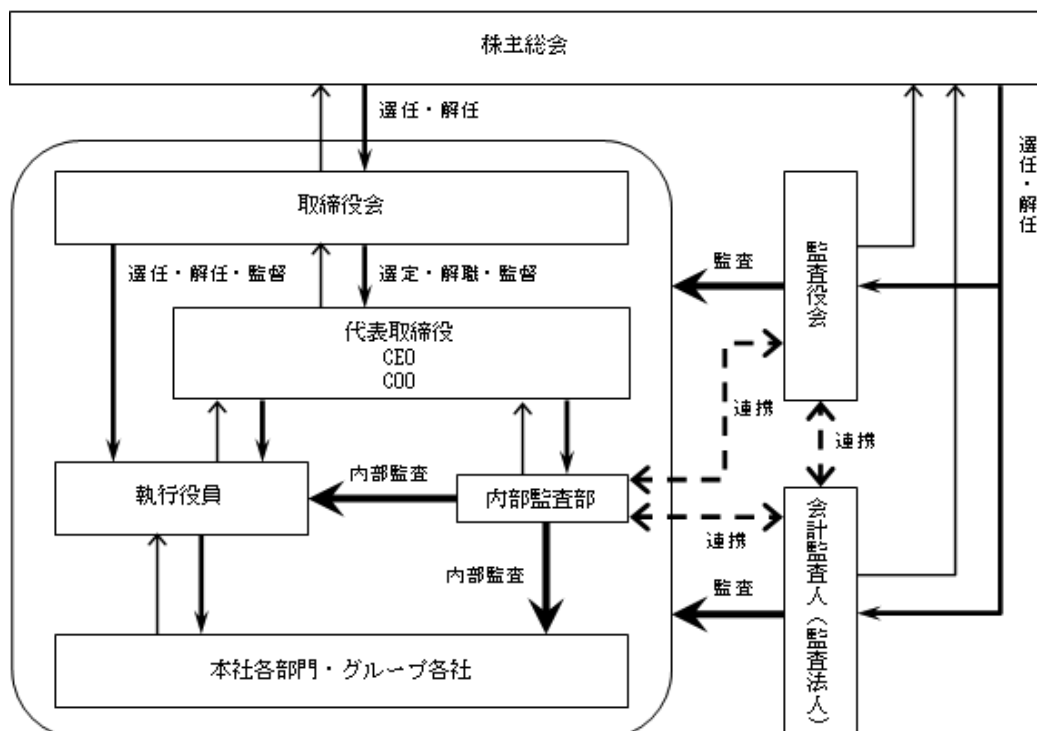 株主総会
選任・解任
選任・解任
取締役会
選任・解任・監督
選定・解職・監督
監査
監査役会
代表取締役
CEO
COO
連携
連携
内部監査
執行役員
内部監査部
連携
会計監査人（監査法人）
内部監査
監査
本社各部門・グループ各社